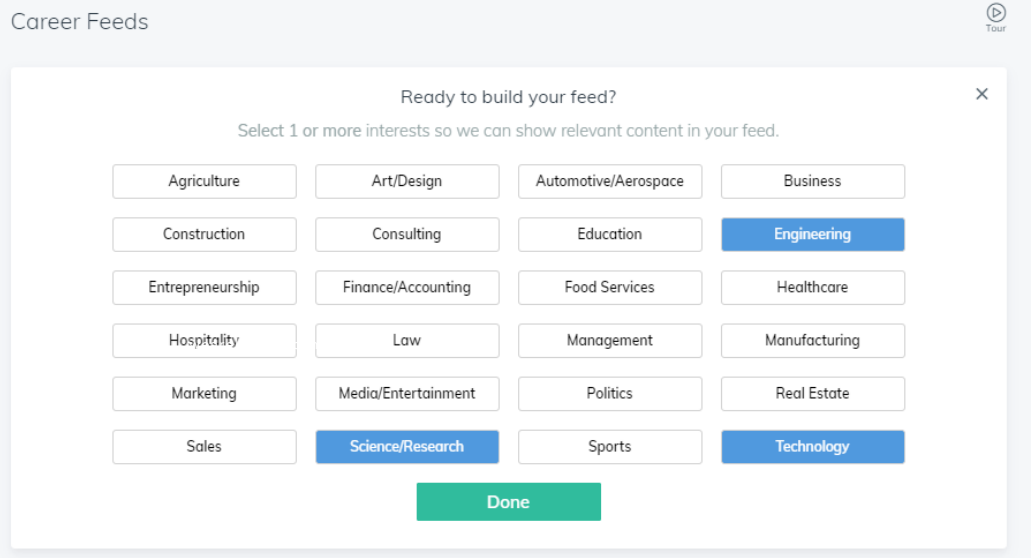 Career Feeds
Tour
Ready to build your feed?
Select 1 or more interests so we can show relevant content in your feed.
Agriculture Art/Design Automotive/Aerospace Business
Construction Consulting Education Engineering
Entrepreneurship Finance/Accounting Food Services Healthcare
Hospitality Law Management Manufacturing
Marketing Media/Entertainment Politics Real Estate
Sales Science/Research Sports Technology
Done